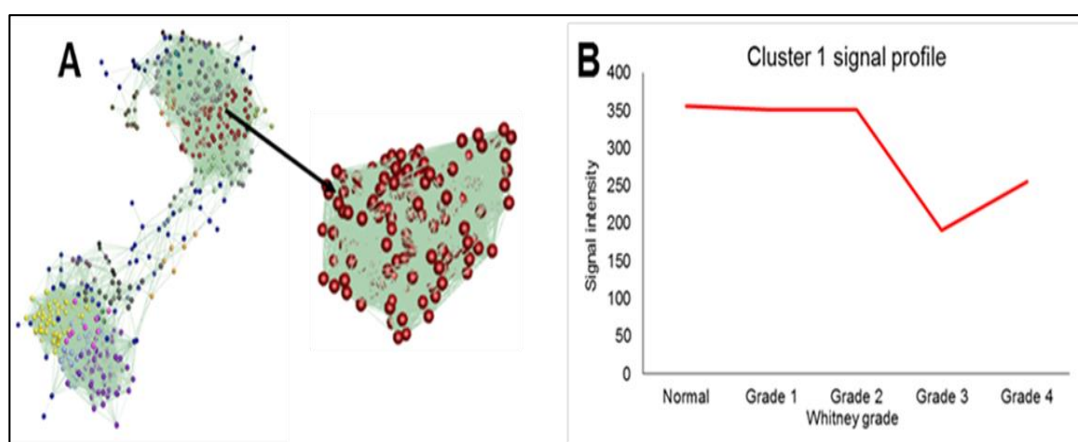 A
B
Cluster 1 signal profile
400
350
300
250
200
150
100
50
0
Signal intensity
Normal Grade 1 Grade 2 Grade 3 Grade 4
Whitney grade